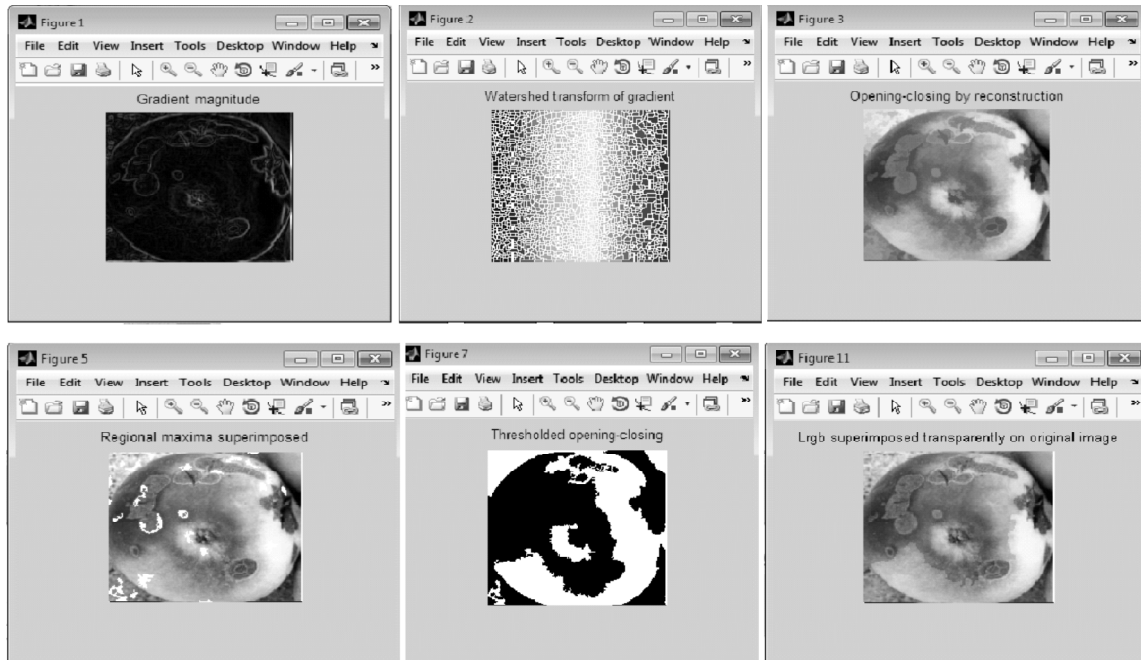 Figure 1
File Edit View Insert Tools Desktop Window Help
Gradient magnitude
Figure 2
File Edit View Insert Tools Desktop Window Help
Watershed transform of gradient
Figure 3
File Edit View Insert Tools Desktop Window Help
Opening-closing by reconstruction
Figure 5
File Edit View Insert Tools Desktop Window Help
Regional maxima superimposed
Figure 7
File Edit View Insert Tools Desktop Window Help
Thresholded opening-closing
Figure 11
File Edit View Insert Tools Desktop Window Help
Lrgb superimposed transparently on original image